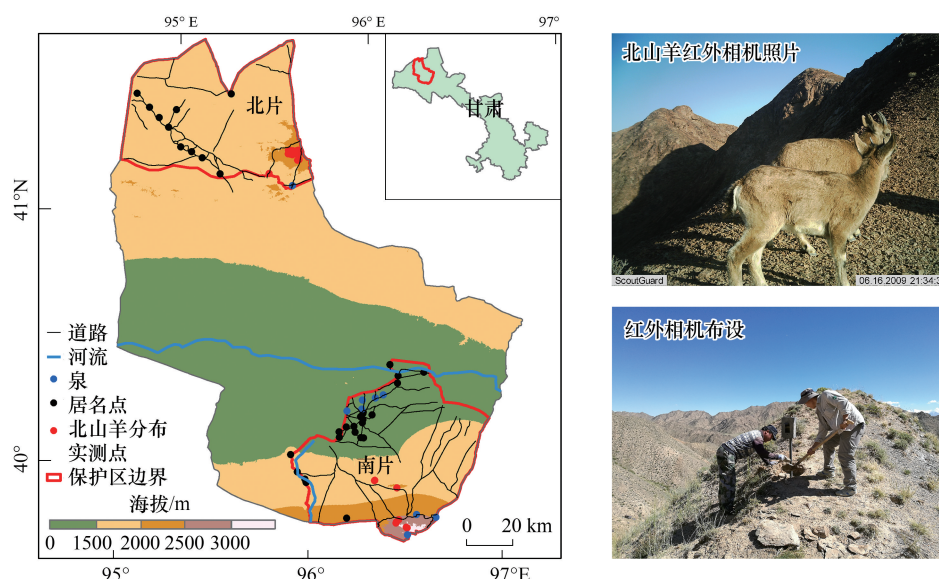 95° E
96° E
97°
北片
甘肃
41°N
道路
河流
泉
居名点
北山羊分布
实测点
保护区边界
海拔/m
0 1500 2000 2500 3000
40°
南片
0 20 km
95°
96°
97°E
北山羊红外相机照片
ScoutGuard
06.16.2009 21:34:3
红外相机布设